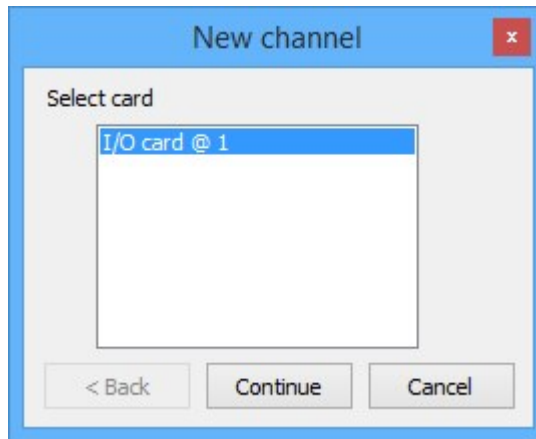 New channel
x
Select card
I/O card @ 1
< Back
Continue
Cancel